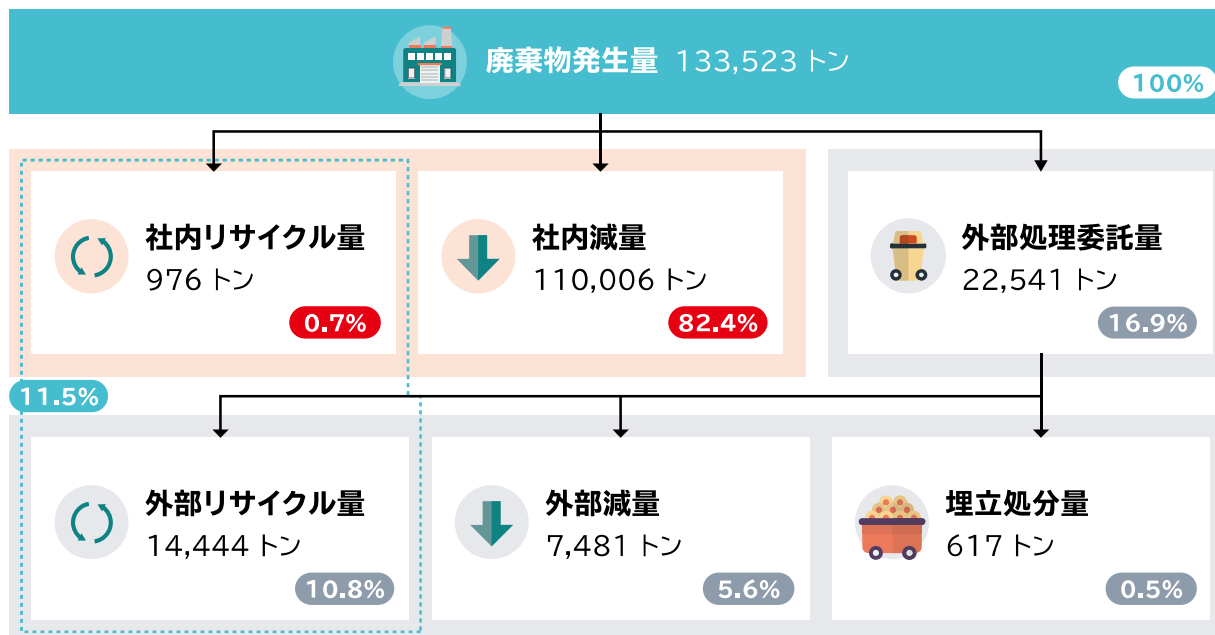 廃棄物発生量 133,523 トン
100%
社内リサイクル量
976 トン
0.7%
社内減量
110,006 トン
82.4%
外部処理委託量
22,541 トン
16.9%
11.5%
外部リサイクル量
14,444 トン
10.8%
外部減量
7,481 トン
5.6%
埋立処分量
617 トン
0.5%